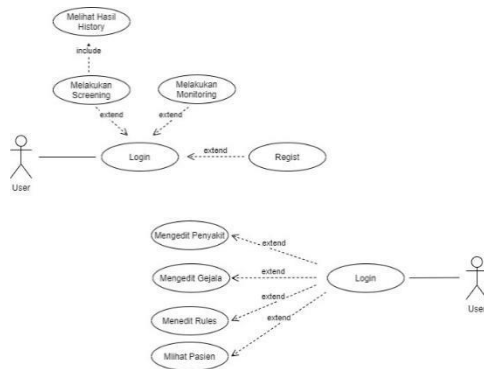 Melihat Hasil
History
include
Melakukan
Screening
Melakukan
Monitoring
extend
extend
Login
extend
Regist
User
Mengedit Penyakit
extend
Mengedit Gejala
extend
Login
extend
Menedit Rules
extend
User
Milihat Pasien